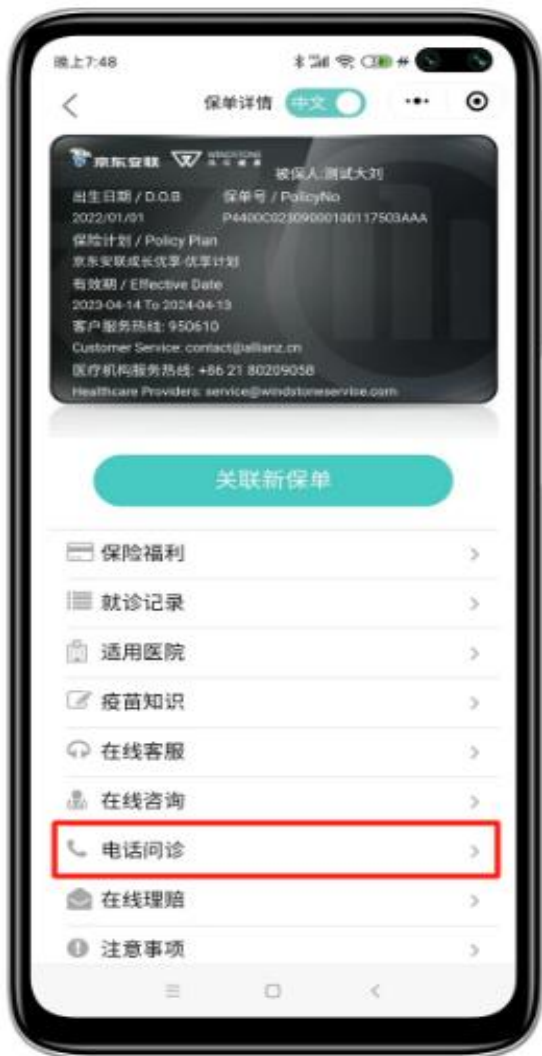 晚上7:48
保单详情 中文
京东安联 WINDSTONE
被保人:测试大刘
出生日期 / D.O.B 保单号 / PolicyNo
2022/01/01 P4400C02309000100117503AAA
保险计划 / Policy Plan
京东安联成长优享-优享计划
有效期 / Effective Date
2023-04-14 To 2024-04-13
客户服务热线: 950610
Customer Service: contact@allianz.cn
医疗机构服务热线: +86 21 80209058
Healthcare Providers: service@windstoneservice.com
关联新保单
保险福利
就诊记录
适用医院
疫苗知识
在线客服
在线咨询
电话问诊
在线理赔
注意事项